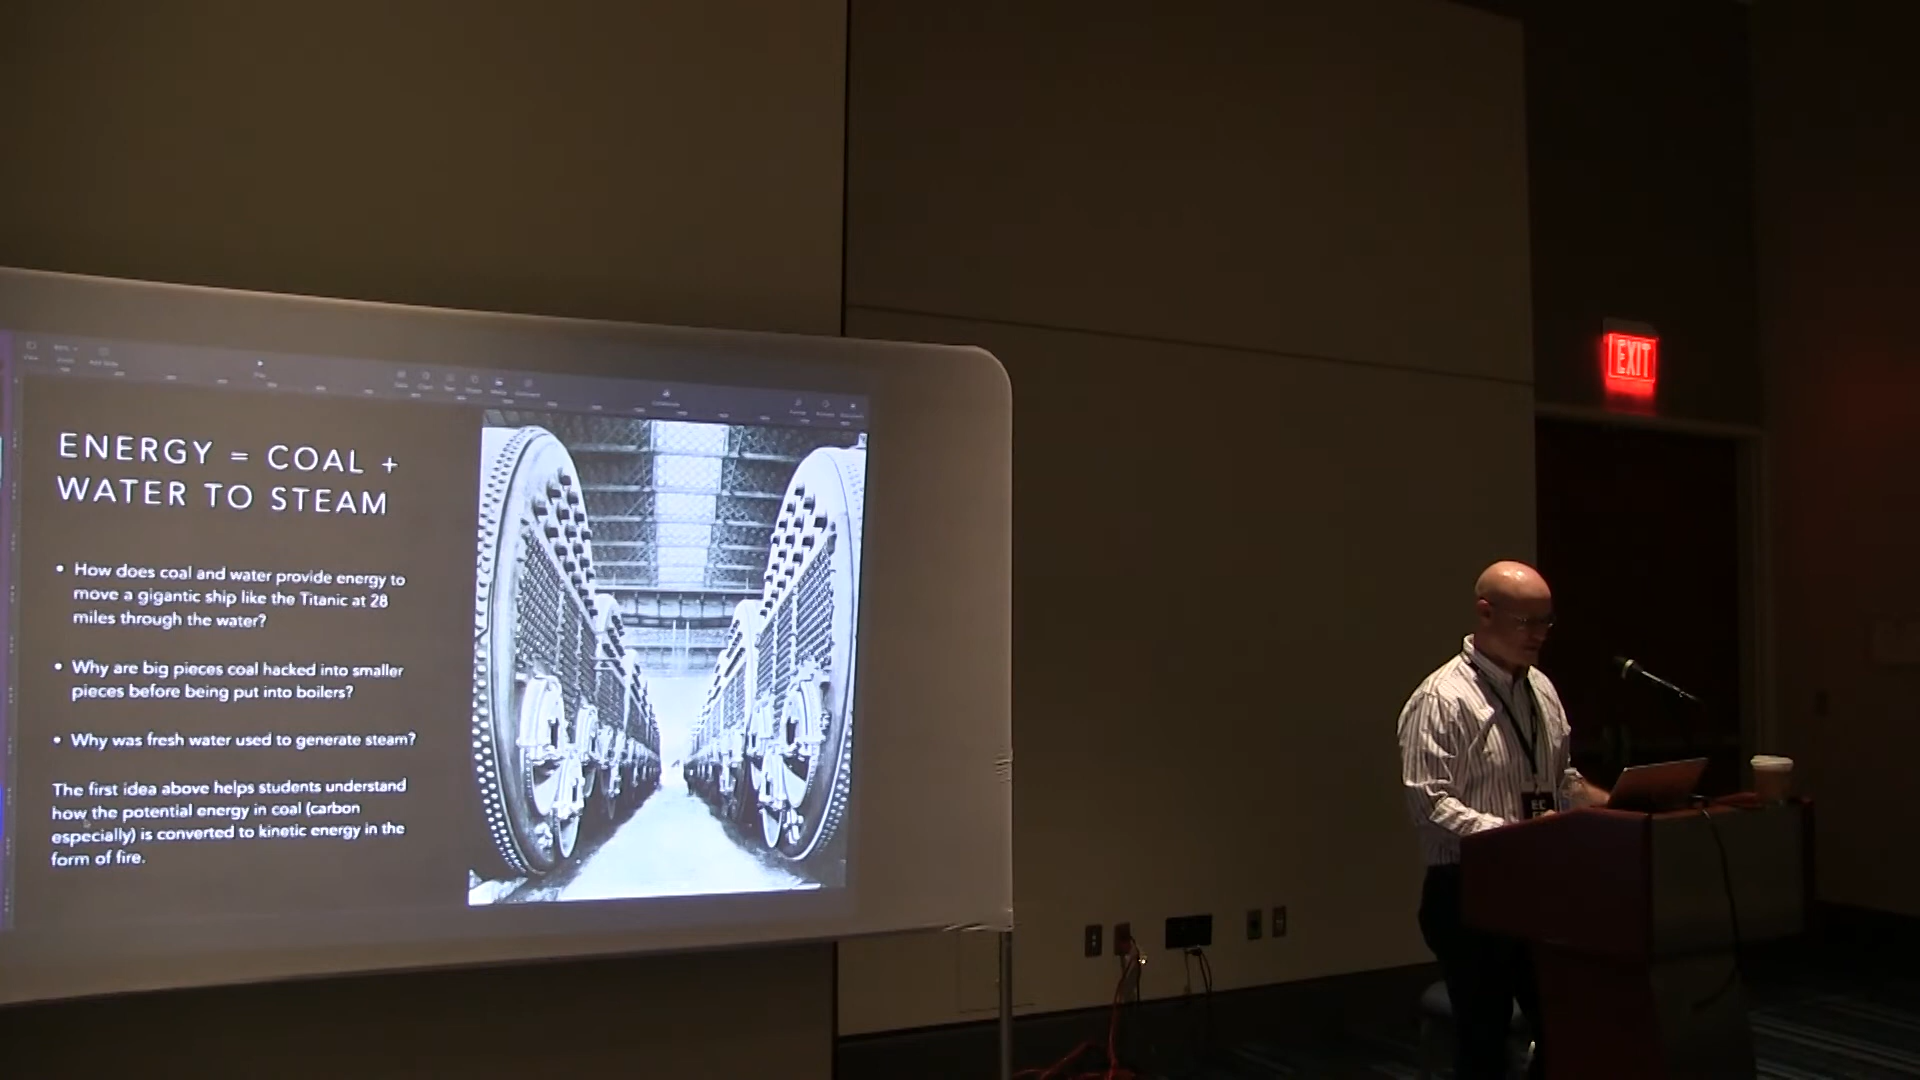 ENERGY = COAL +
WATER TO STEAM
• How does coal and water provide energy to
move a gigantic ship like the Titanic at 28
miles through the water?
• Why are big pieces coal hacked into smaller
pieces before being put into boilers?
• Why was fresh water used to generate steam?
The first idea above helps students understand
how the potential energy in coal (carbon
especially) is converted to kinetic energy in the
form of fire.
EXIT
EC